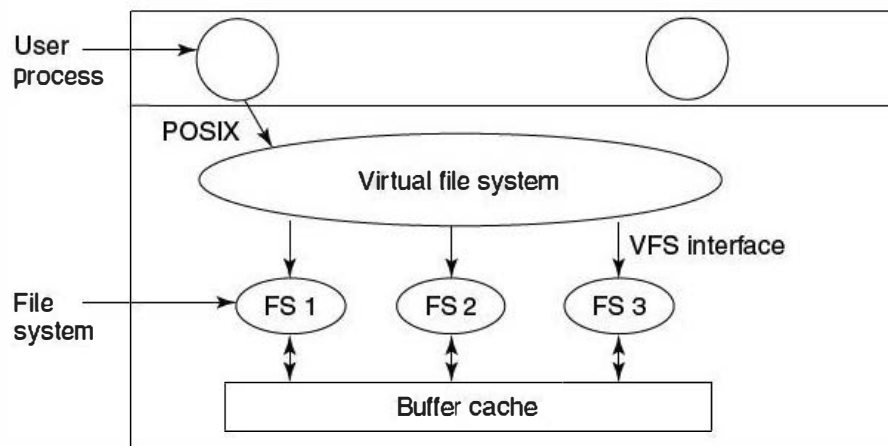 User
process
POSIX
Virtual file system
VFS interface
File
system
FS 1
FS 2
FS 3
Buffer cache